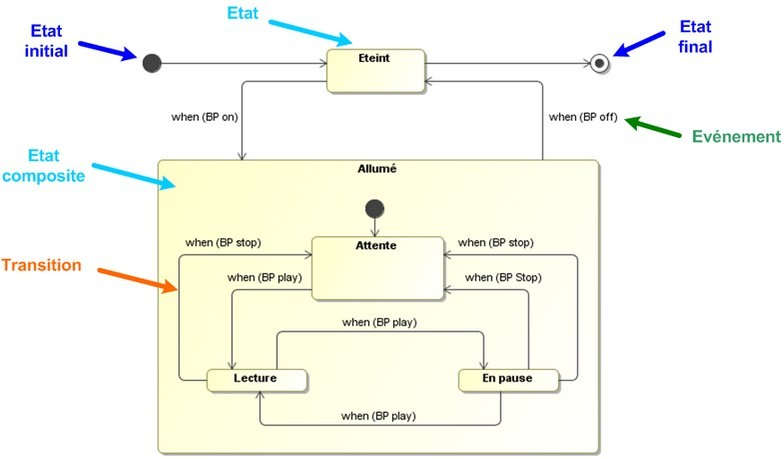 Etat
Etat
initial
Etat
final
Eteint
when (BP on)
when (BP off)
Evénement
Etat
composite
Allumé
when (BP stop)
Attente
when (BP stop)
Transition
when (BP play)
when (BP Stop)
when (BP play)
Lecture
En pause
when (BP play)